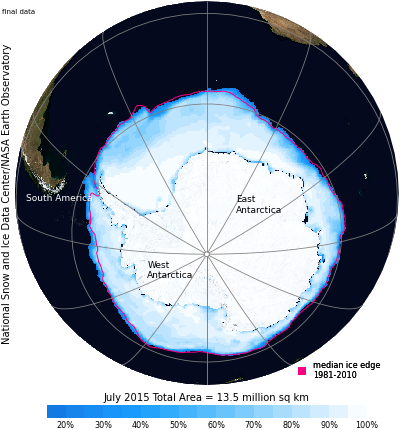 final data
National Snow and Ice Data Center/NASA Earth Observatory
South America
East
Antarctica
West
Antarctica
median ice edge
1981-2010
July 2015 Total Area = 13.5 million sq km
20% 30% 40% 50% 60% 70% 80% 90% 100%